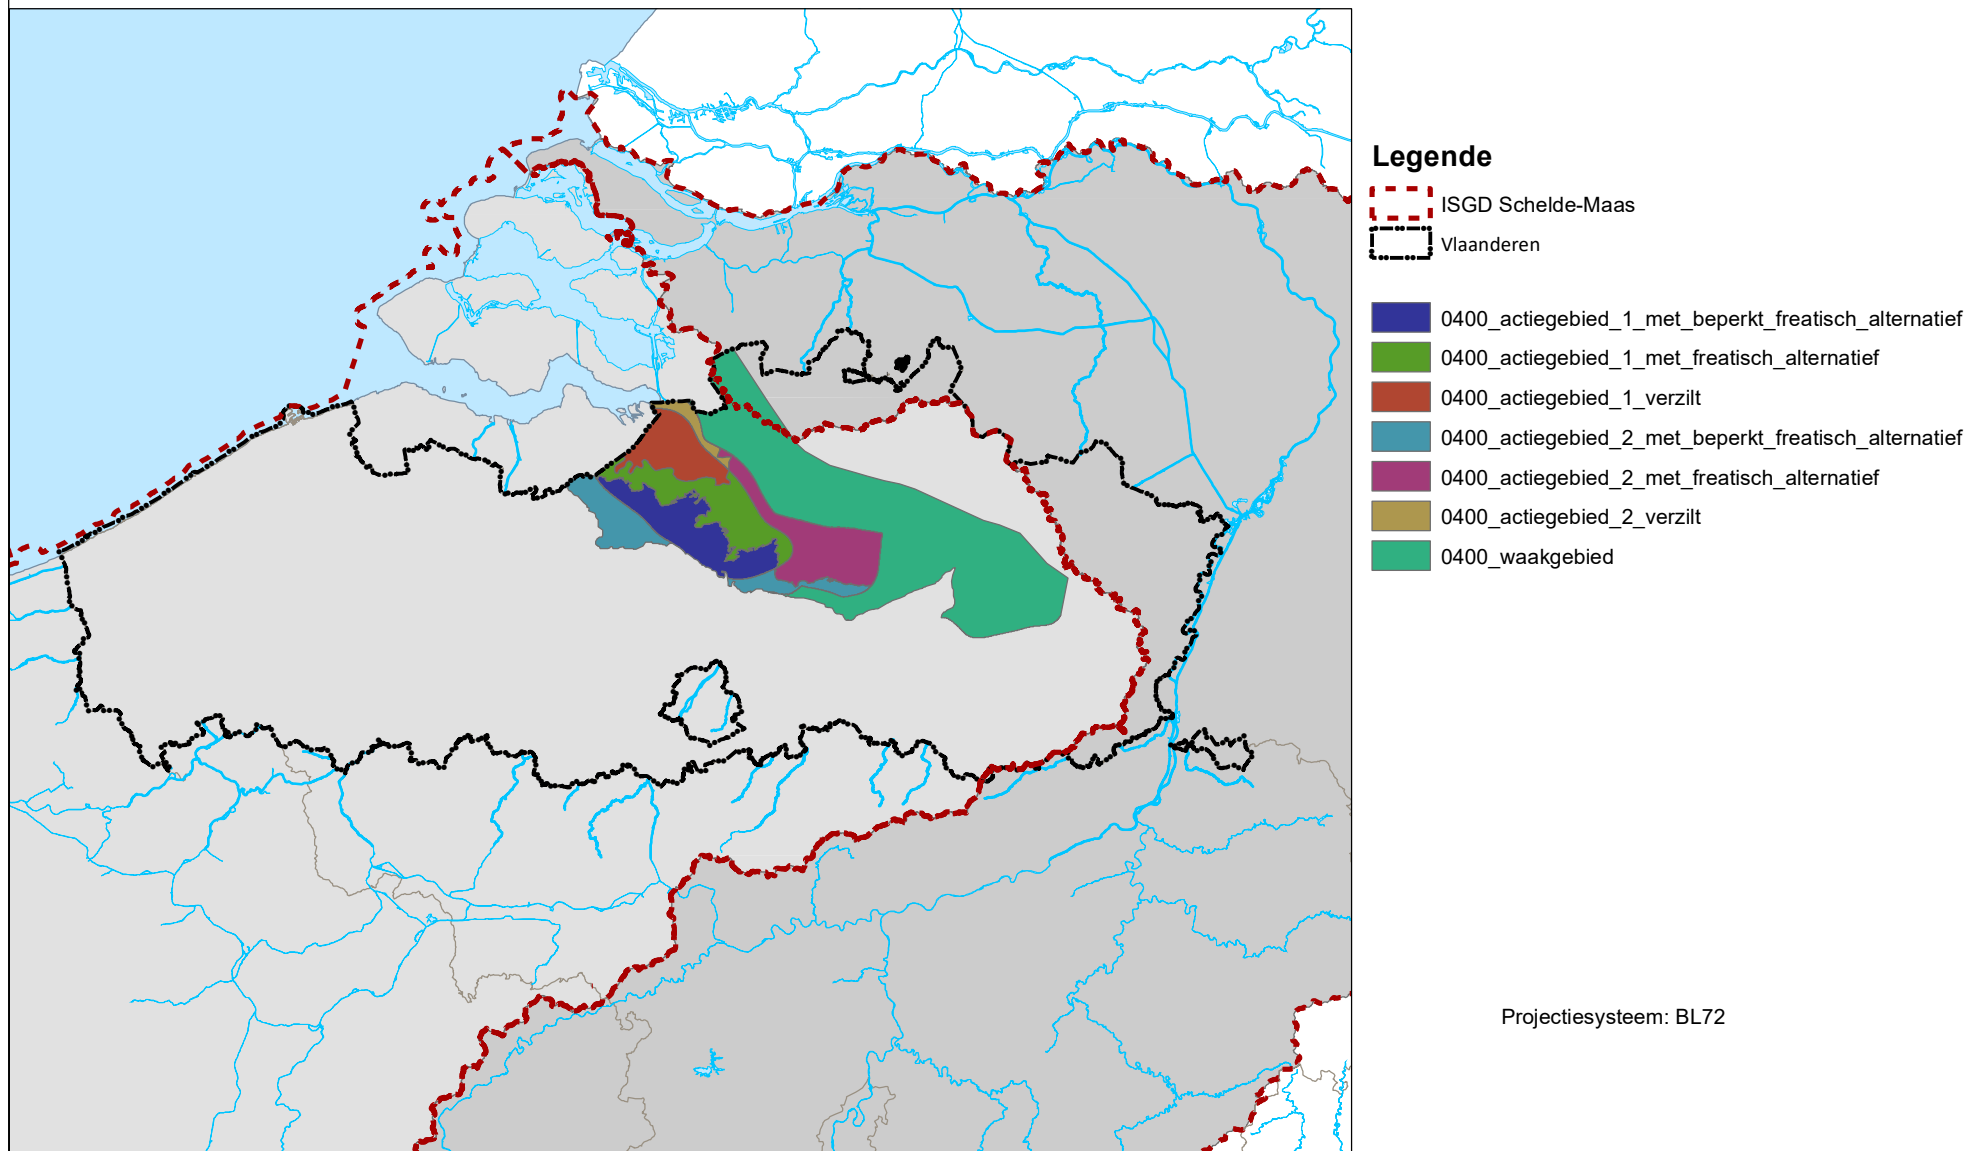 Legende
ISGD Schelde-Maas
Vlaanderen
0400_actiegebied_1_met_beperkt_freatisch_alternatief
0400_actiegebied_1_met_freatisch_alternatief
0400_actiegebied_1_verzilt
0400_actiegebied_2_met_beperkt_freatisch_alternatief
0400_actiegebied_2_met_freatisch_alternatief
0400_actiegebied_2_verzilt
0400_waakgebied
Projectiesysteem: BL72